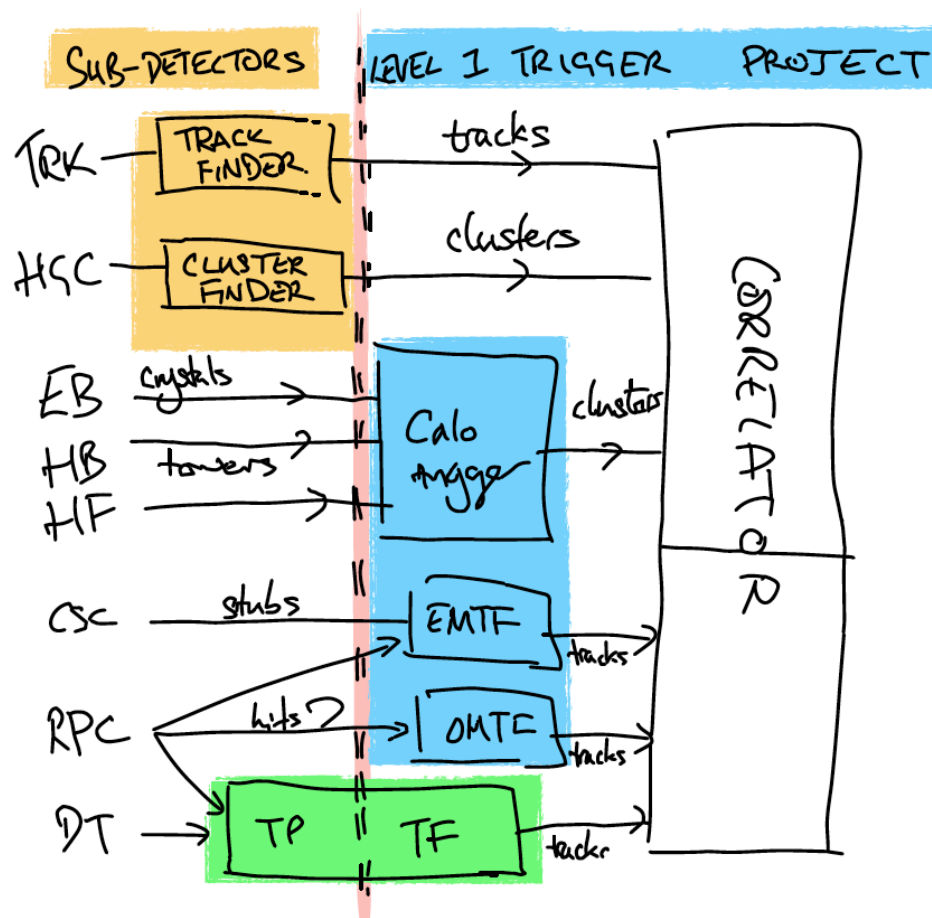 SUB-DETECTORS
LEVEL 1 TRIGGER PROJECT
TRK
TRACK
FINDER
tracks
HGC
CLUSTER
FINDER
clusters
EB
crystals
HB
towers
HF
Calo
trigger
clusters
CORRELATOR
CSC
stubs
EMTF
tracks
RPC
hits?
OMTF
tracks
DT
TP
TF
tracks